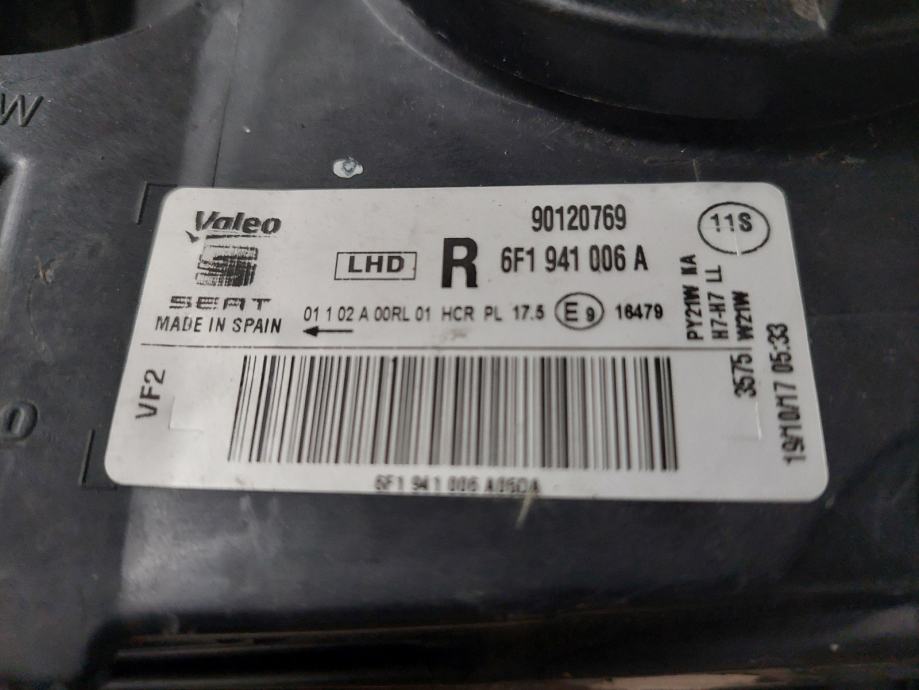 W
Valeo
SEAT
MADE IN SPAIN
LHD
R
90120769
6F1 941 006 A
11S
01 1 02 A 00RL 01 HCR PL 17.5 E9 16479
VF2
PY21W NA
H7-H7 LL
3575 W21W
19/10/17 05:33
6F1 941 006 A06DA